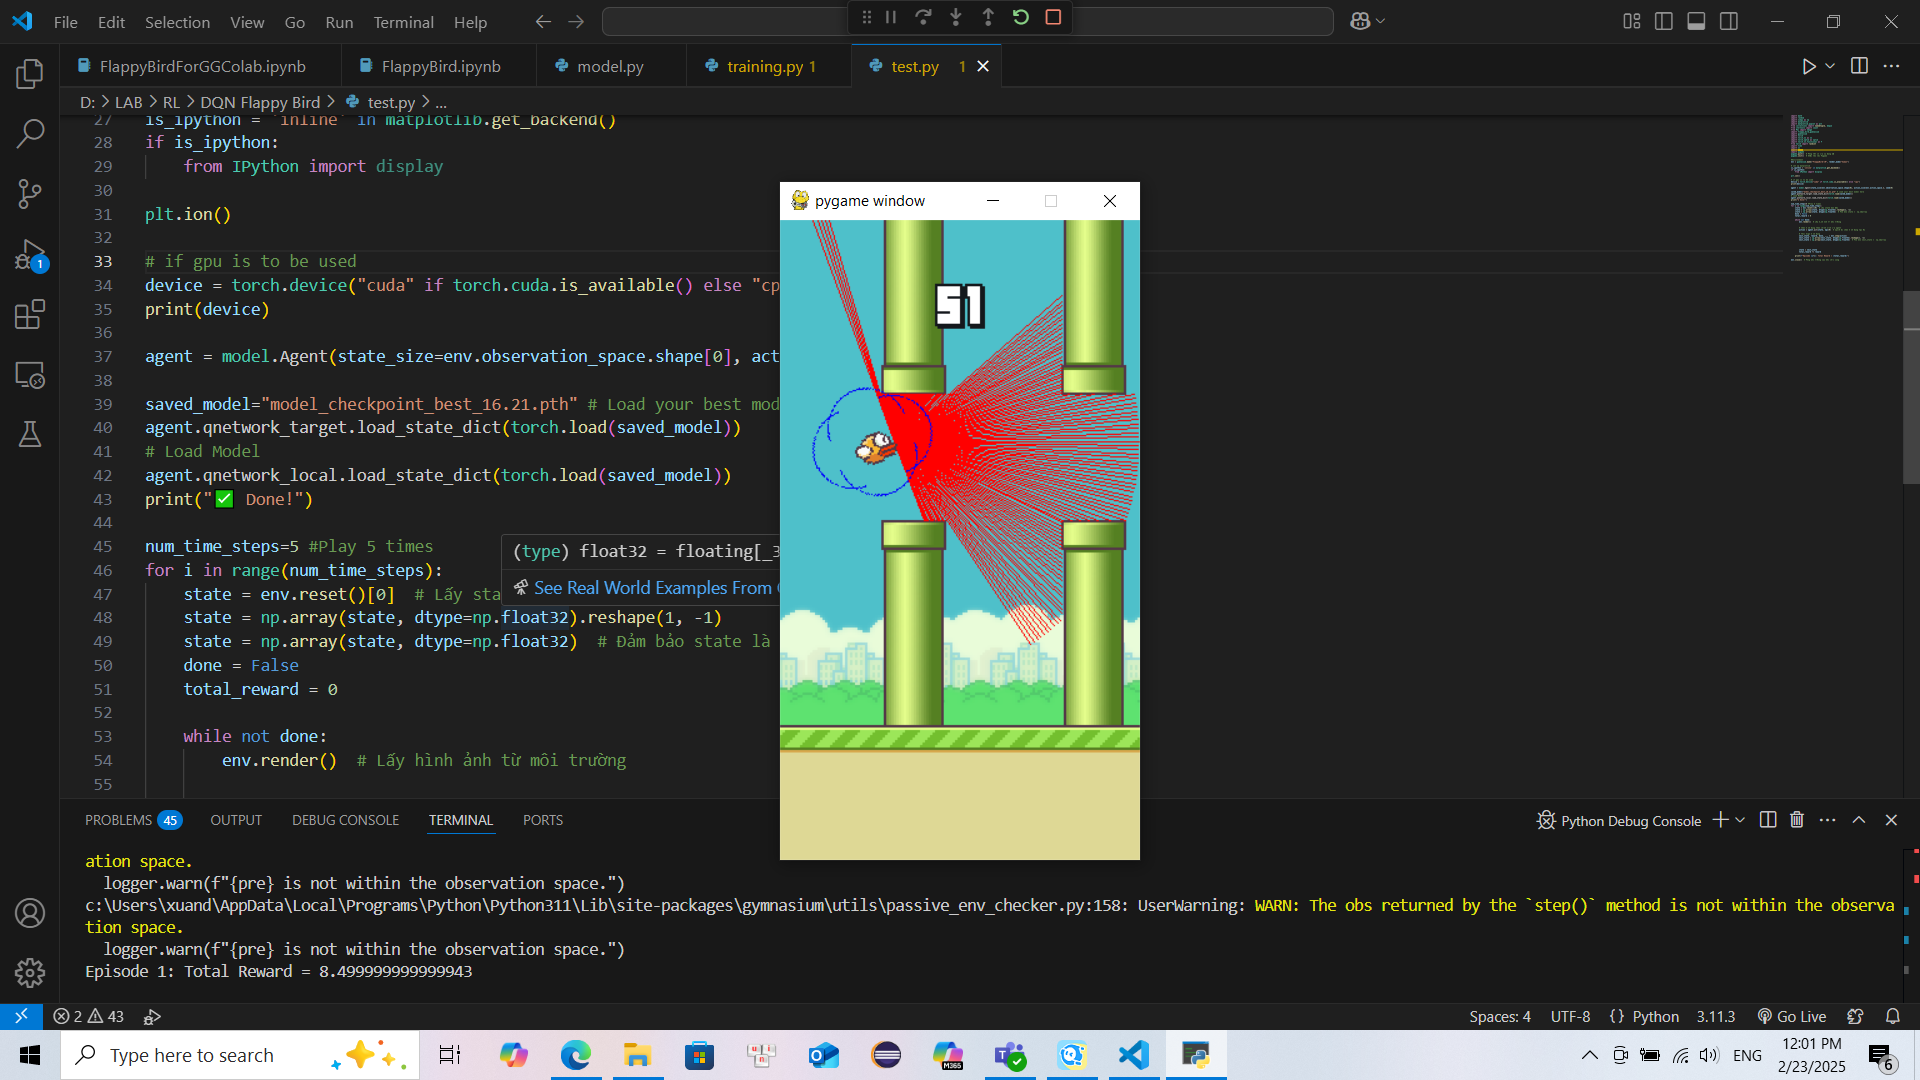 File Edit Selection View Go Run Terminal Help
FlappyBirdForGGColab.ipynb FlappyBird.ipynb model.py training.py 1 test.py 1
D: > LAB > RL > DQN Flappy Bird > test.py > ...
27 is_ipython = 'inline' in matplotlib.get_backend()
28 if is_ipython:
29 from IPython import display
30
31 plt.ion()
32
33 # if gpu is to be used
34 device = torch.device("cuda" if torch.cuda.is_available() else "cp
35 print(device)
36
37 agent = model.Agent(state_size=env.observation_space.shape[0], act
38
39 saved_model="model_checkpoint_best_16.21.pth" # Load your best mod
40 agent.qnetwork_target.load_state_dict(torch.load(saved_model))
41 # Load Model
42 agent.qnetwork_local.load_state_dict(torch.load(saved_model))
43 print("✅ Done!")
44
45 num_time_steps=5 #Play 5 times
46 for i in range(num_time_steps):
47 state = env.reset()[0] # Lấy sta
48 state = np.array(state, dtype=np.float32).reshape(1, -1)
49 state = np.array(state, dtype=np.float32) # Đảm bảo state là
50 done = False
51 total_reward = 0
52
53 while not done:
54 env.render() # Lấy hình ảnh từ môi trường
55
(type) float32 = floating[_3
See Real World Examples From
pygame window
51
PROBLEMS 45 OUTPUT DEBUG CONSOLE TERMINAL PORTS
Python Debug Console
ation space.
logger.warn(f"{pre} is not within the observation space.")
c:\Users\xuand\AppData\Local\Programs\Python\Python311\Lib\site-packages\gymnasium\utils\passive_env_checker.py:158: UserWarning: WARN: The obs returned by the `step()` method is not within the observa
tion space.
logger.warn(f"{pre} is not within the observation space.")
Episode 1: Total Reward = 8.499999999999943
2 43 Spaces: 4 UTF-8 {} Python 3.11.3 Go Live
Type here to search
M365
ENG
12:01 PM
2/23/2025
6